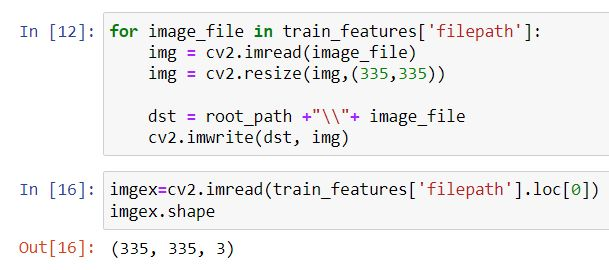 In [12]: for image_file in train_features['filepath']:
    img = cv2.imread(image_file)
    img = cv2.resize(img,(335,335))
    dst = root_path +"\\"+ image_file
    cv2.imwrite(dst, img)
In [16]: imgex=cv2.imread(train_features['filepath'].loc[0])
imgex.shape
Out[16]: (335, 335, 3)